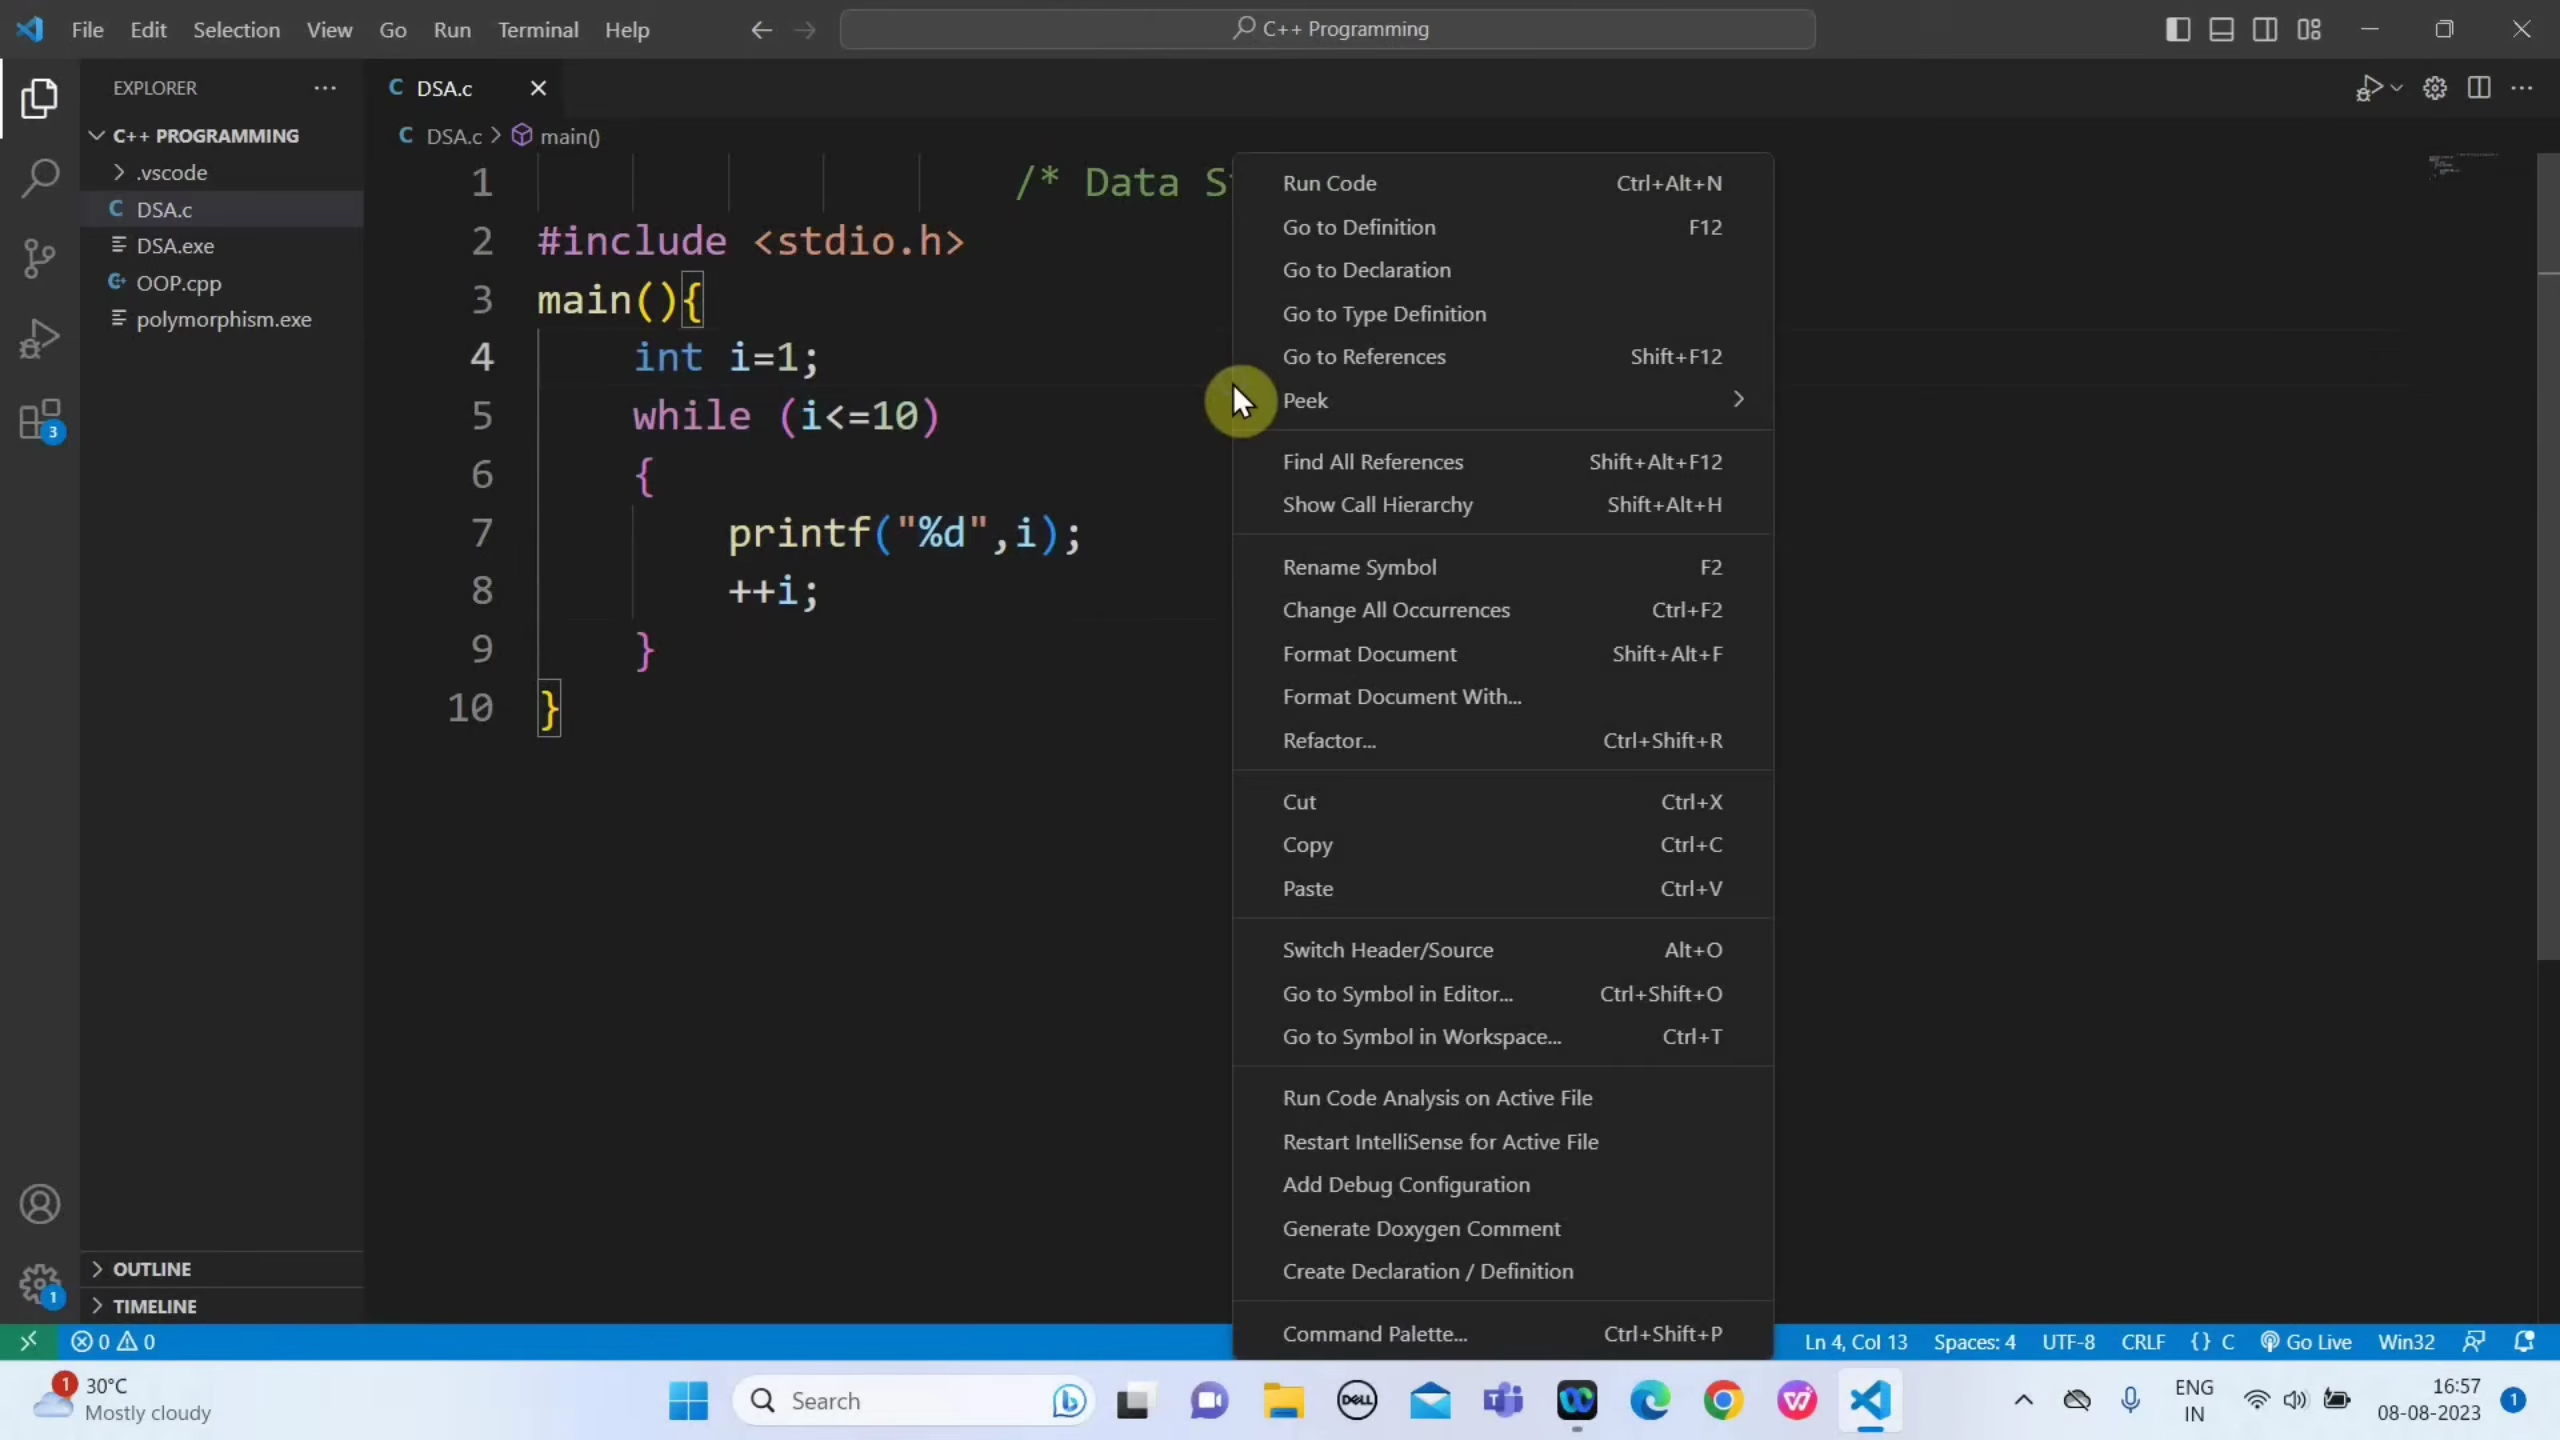 File Edit Selection View Go Run Terminal Help
C++ Programming
EXPLORER
C++ PROGRAMMING
.vscode
C DSA.c
DSA.exe
OOP.cpp
polymorphism.exe
OUTLINE
TIMELINE
3
1
C DSA.c
C DSA.c > main()
1 /* Data S
2 #include <stdio.h>
3 main(){
4 int i=1;
5 while (i<=10)
6 {
7 printf("%d",i);
8 ++i;
9 }
10 }
Run Code Ctrl+Alt+N
Go to Definition F12
Go to Declaration
Go to Type Definition
Go to References Shift+F12
Peek
Find All References Shift+Alt+F12
Show Call Hierarchy Shift+Alt+H
Rename Symbol F2
Change All Occurrences Ctrl+F2
Format Document Shift+Alt+F
Format Document With...
Refactor... Ctrl+Shift+R
Cut Ctrl+X
Copy Ctrl+C
Paste Ctrl+V
Switch Header/Source Alt+O
Go to Symbol in Editor... Ctrl+Shift+O
Go to Symbol in Workspace... Ctrl+T
Run Code Analysis on Active File
Restart IntelliSense for Active File
Add Debug Configuration
Generate Doxygen Comment
Create Declaration / Definition
Command Palette... Ctrl+Shift+P
0 0 Ln 4, Col 13 Spaces: 4 UTF-8 CRLF {} C Go Live Win32
1 30°C
Mostly cloudy
Search
DELL
ENG
IN
16:57
08-08-2023
1